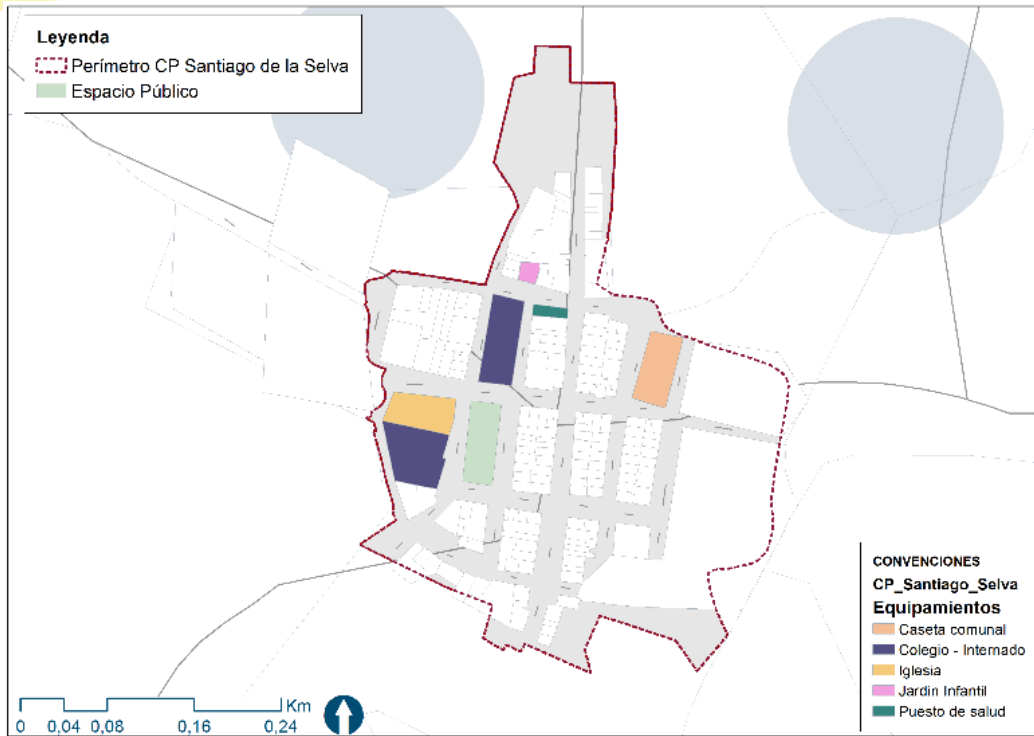 Leyenda
Perímetro CP Santiago de la Selva
Espacio Público
CONVENCIONES
CP_Santiago_Selva
Equipamientos
Caseta comunal
Colegio - Internado
Iglesia
Jardin Infantil
Puesto de salud
Km
0 0,04 0,08 0,16 0,24